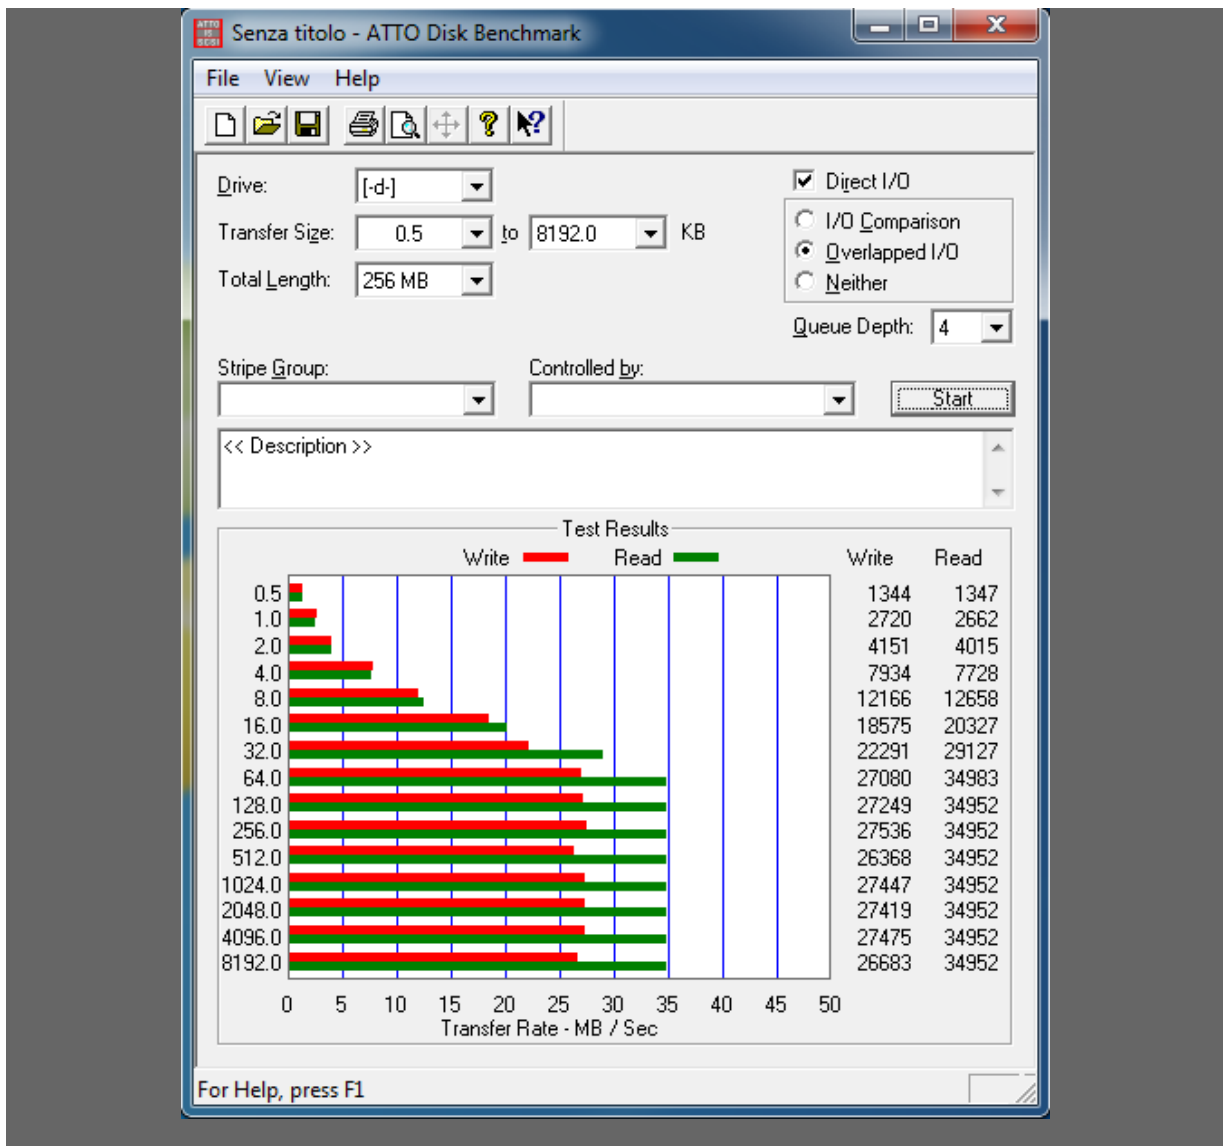 ATTO
IS
SCSI
Senza titolo - ATTO Disk Benchmark
File View Help
Drive: [-d-]
Direct I/O
Transfer Size: 0.5 to 8192.0 KB
I/O Comparison
Overlapped I/O
Total Length: 256 MB
Neither
Queue Depth: 4
Stripe Group: Controlled by:
Start
<< Description >>
Test Results
Write Read Write Read
0.5 1344 1347
1.0 2720 2662
2.0 4151 4015
4.0 7934 7728
8.0 12166 12658
16.0 18575 20327
32.0 22291 29127
64.0 27080 34983
128.0 27249 34952
256.0 27536 34952
512.0 26368 34952
1024.0 27447 34952
2048.0 27419 34952
4096.0 27475 34952
8192.0 26683 34952
0 5 10 15 20 25 30 35 40 45 50
Transfer Rate - MB / Sec
For Help, press F1